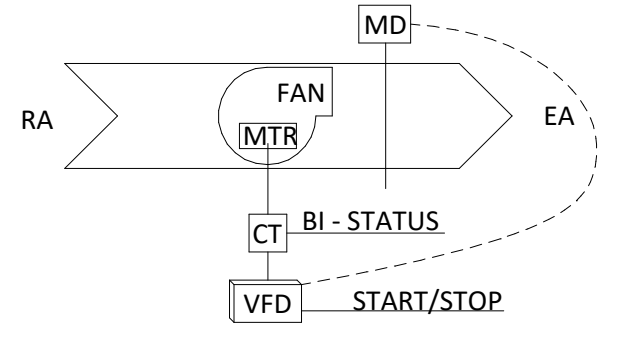 MD
FAN
RA
EA
MTR
BI - STATUS
CT
VFD
START/STOP